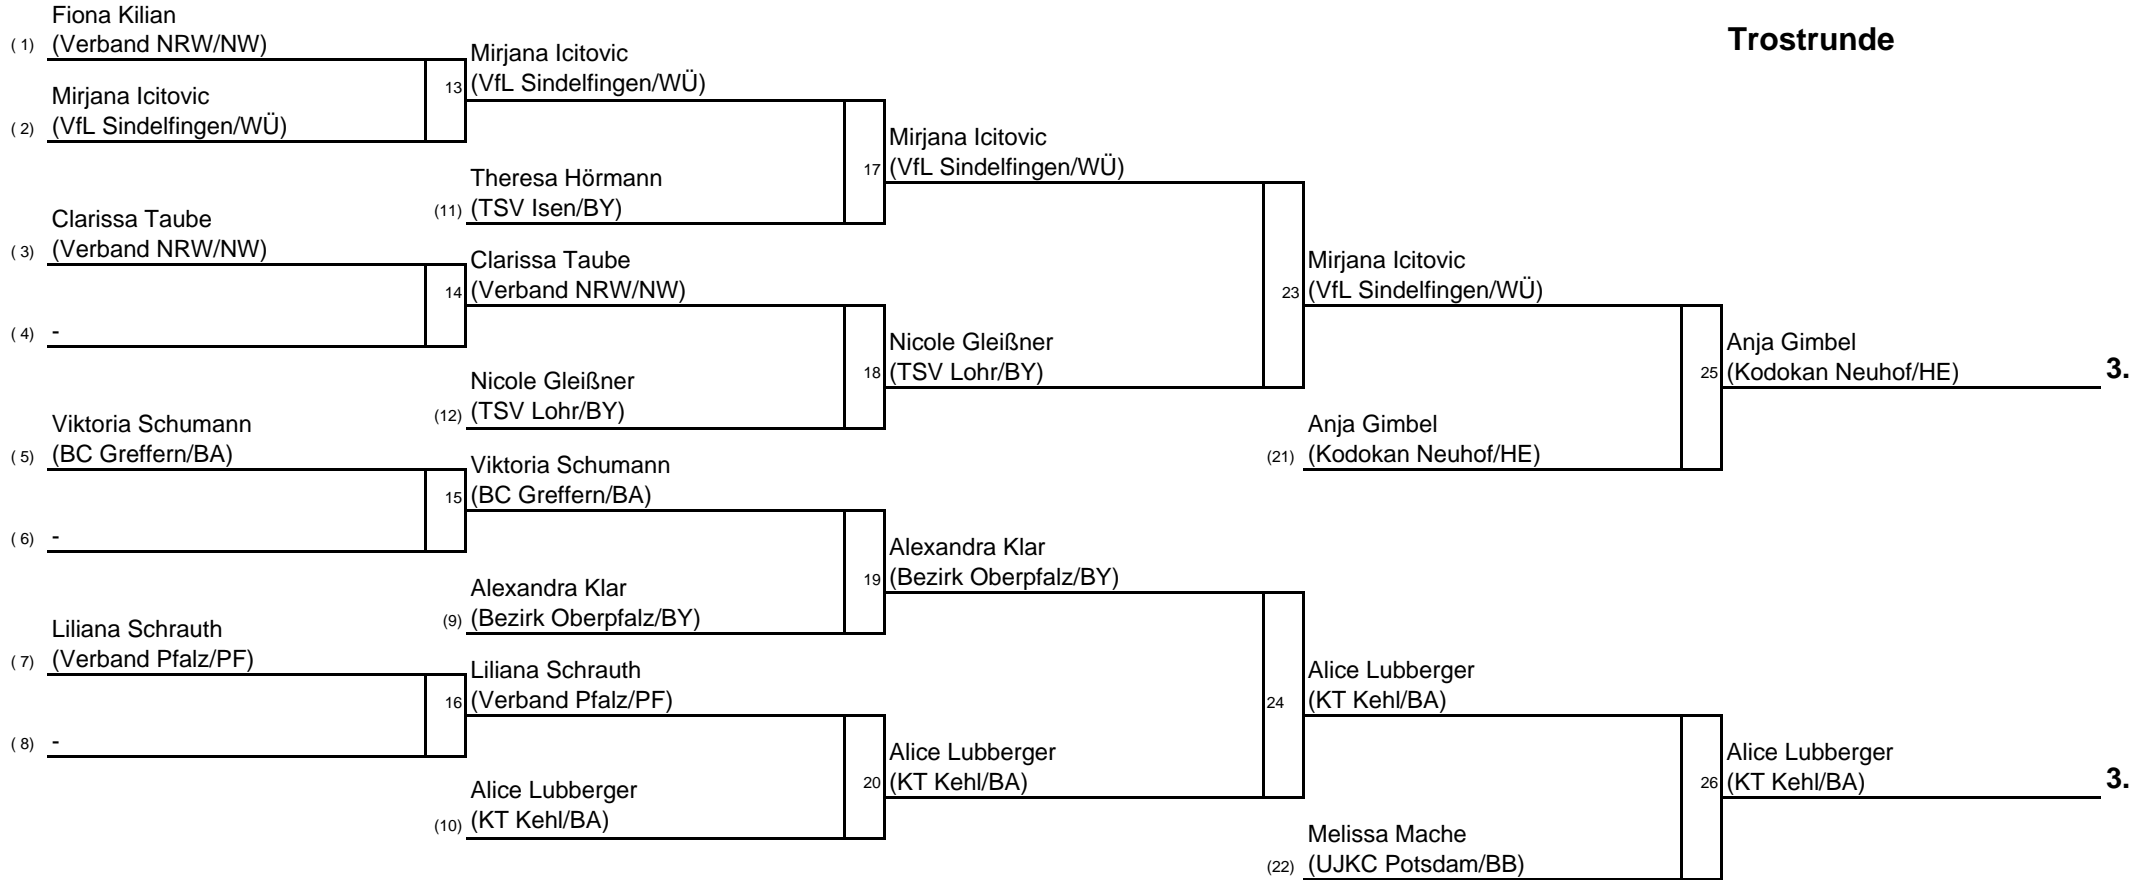 Trostrunde
Fiona Kilian
( 1) (Verband NRW/NW)
Mirjana Icitovic
( 2) (VfL Sindelfingen/WÜ)
Clarissa Taube
( 3) (Verband NRW/NW)
( 4) -
Viktoria Schumann
( 5) (BC Greffern/BA)
( 6) -
Liliana Schrauth
( 7) (Verband Pfalz/PF)
( 8) -
Mirjana Icitovic
13 (VfL Sindelfingen/WÜ)
Theresa Hörmann
(11) (TSV Isen/BY)
Clarissa Taube
14 (Verband NRW/NW)
Nicole Gleißner
(12) (TSV Lohr/BY)
Viktoria Schumann
15 (BC Greffern/BA)
Alexandra Klar
(9) (Bezirk Oberpfalz/BY)
Liliana Schrauth
16 (Verband Pfalz/PF)
Alice Lubberger
(10) (KT Kehl/BA)
Mirjana Icitovic
17 (VfL Sindelfingen/WÜ)
Nicole Gleißner
18 (TSV Lohr/BY)
Alexandra Klar
19 (Bezirk Oberpfalz/BY)
Alice Lubberger
20 (KT Kehl/BA)
Mirjana Icitovic
23 (VfL Sindelfingen/WÜ)
Anja Gimbel
(21) (Kodokan Neuhof/HE)
Alice Lubberger
24 (KT Kehl/BA)
Melissa Mache
(22) (UJKC Potsdam/BB)
Anja Gimbel
25 (Kodokan Neuhof/HE) 3.
Alice Lubberger
26 (KT Kehl/BA) 3.